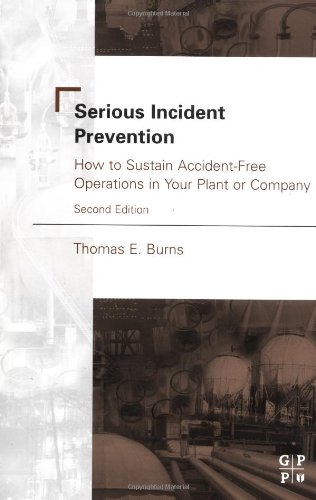 Serious Incident
Prevention
How to Sustain Accident-Free
Operations in Your Plant or Company
Second Edition
Thomas E. Burns
G P
P